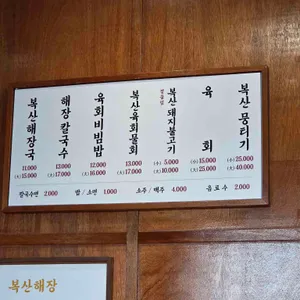 복산해장국
11.000
(大)15.000
해장칼국수
13.000
(大)17.000
육회비빔밥
12.000
(大)16.000
복산육회물회
13.000
(大)17.000
복산돼지불고기
(小) 5.000
(大)10.000
육회
(小)15.000
(大)25.000
복산뭉티기
(小)25.000
(大)40.000
칼국수면 2.000
밥/소면 1.000
소주/맥주 4.000
음료수 2.000
복산해장